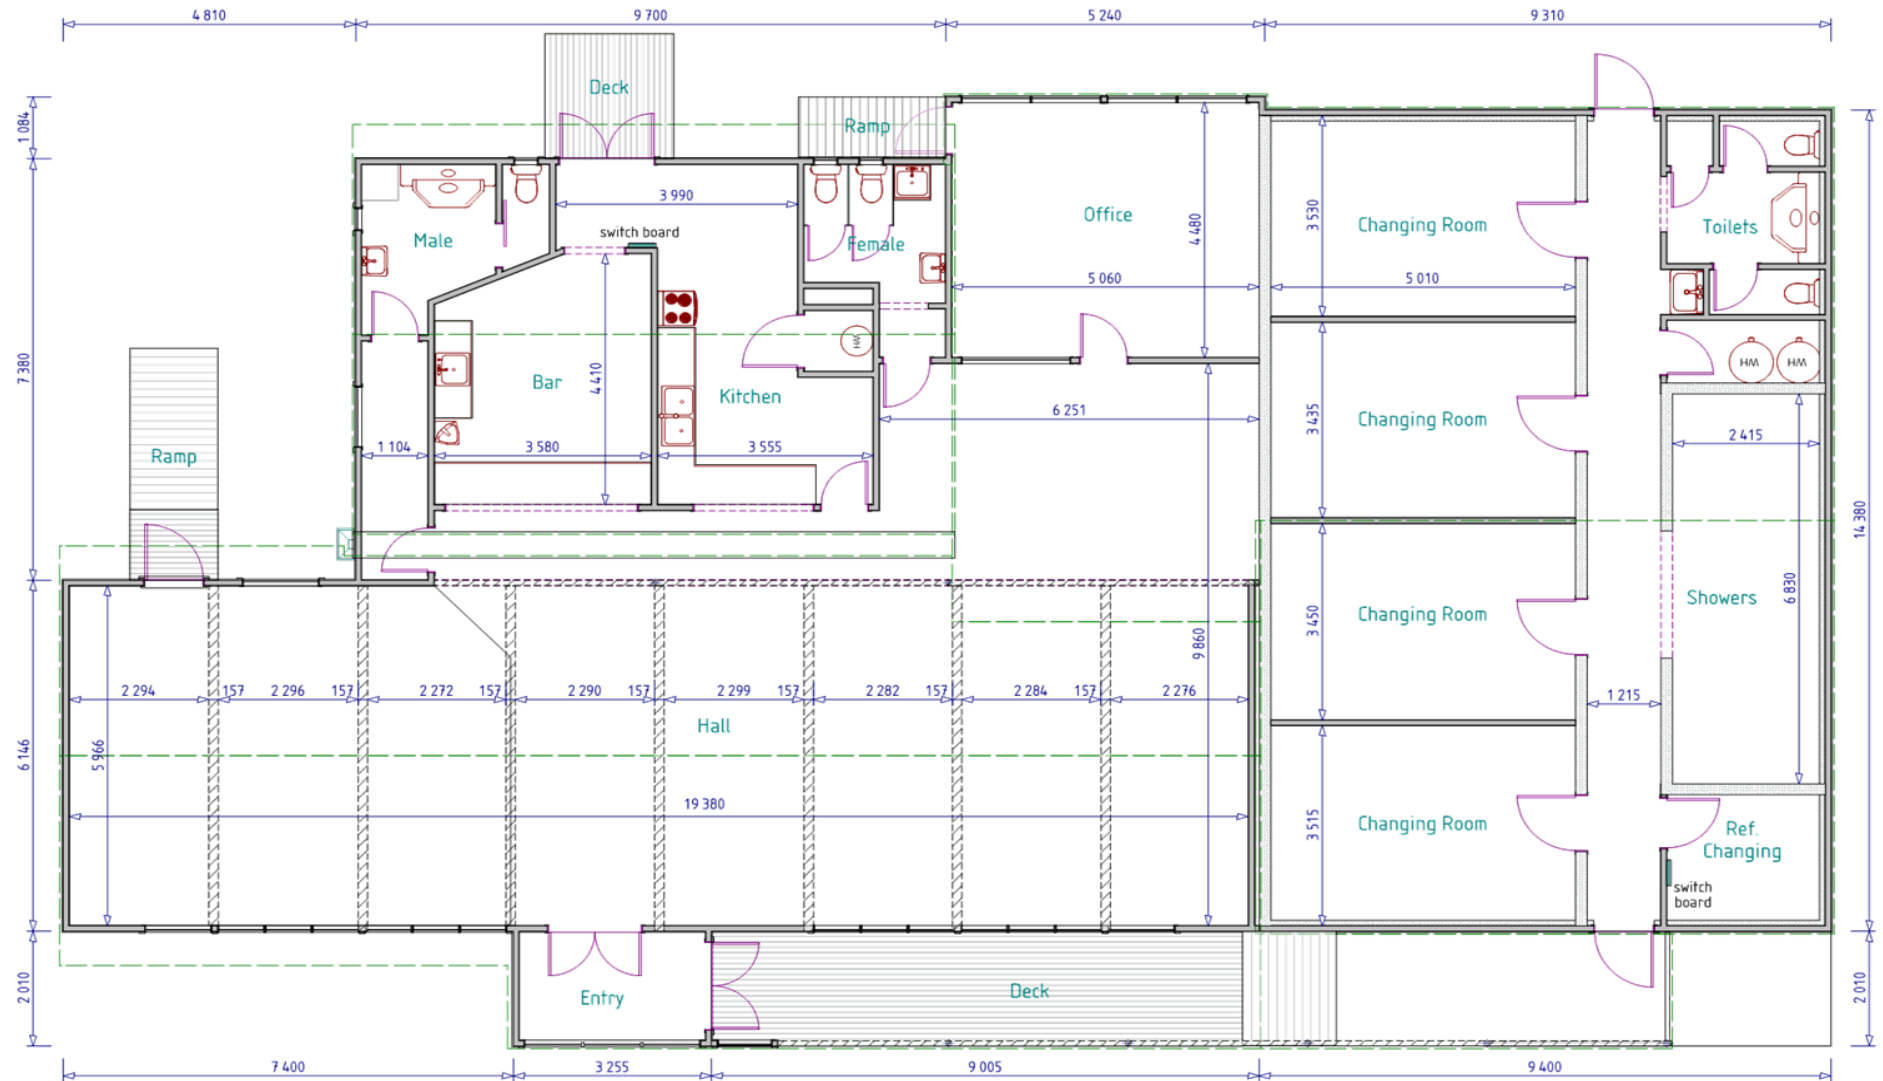 4 810
9 700
5 240
9 310
Deck
Ramp
1 084
3 990
switch board
Male
Female
Office
4 480
5 060
3 530
Changing Room
5 010
Toilets
7 380
Bar
4 410
Kitchen
WH
6 251
3 435
Changing Room
WH
WH
2 415
Ramp
1 104
3 580
3 555
14 380
9 860
3 450
Changing Room
Showers
6 830
2 294
157
2 296
157
2 272
157
2 290
157
2 299
157
2 282
157
2 284
157
2 276
1 215
Hall
6 146
5 966
19 380
3 515
Changing Room
Ref.
Changing
switch
board
2 010
Entry
Deck
2 010
7 400
3 255
9 005
9 400